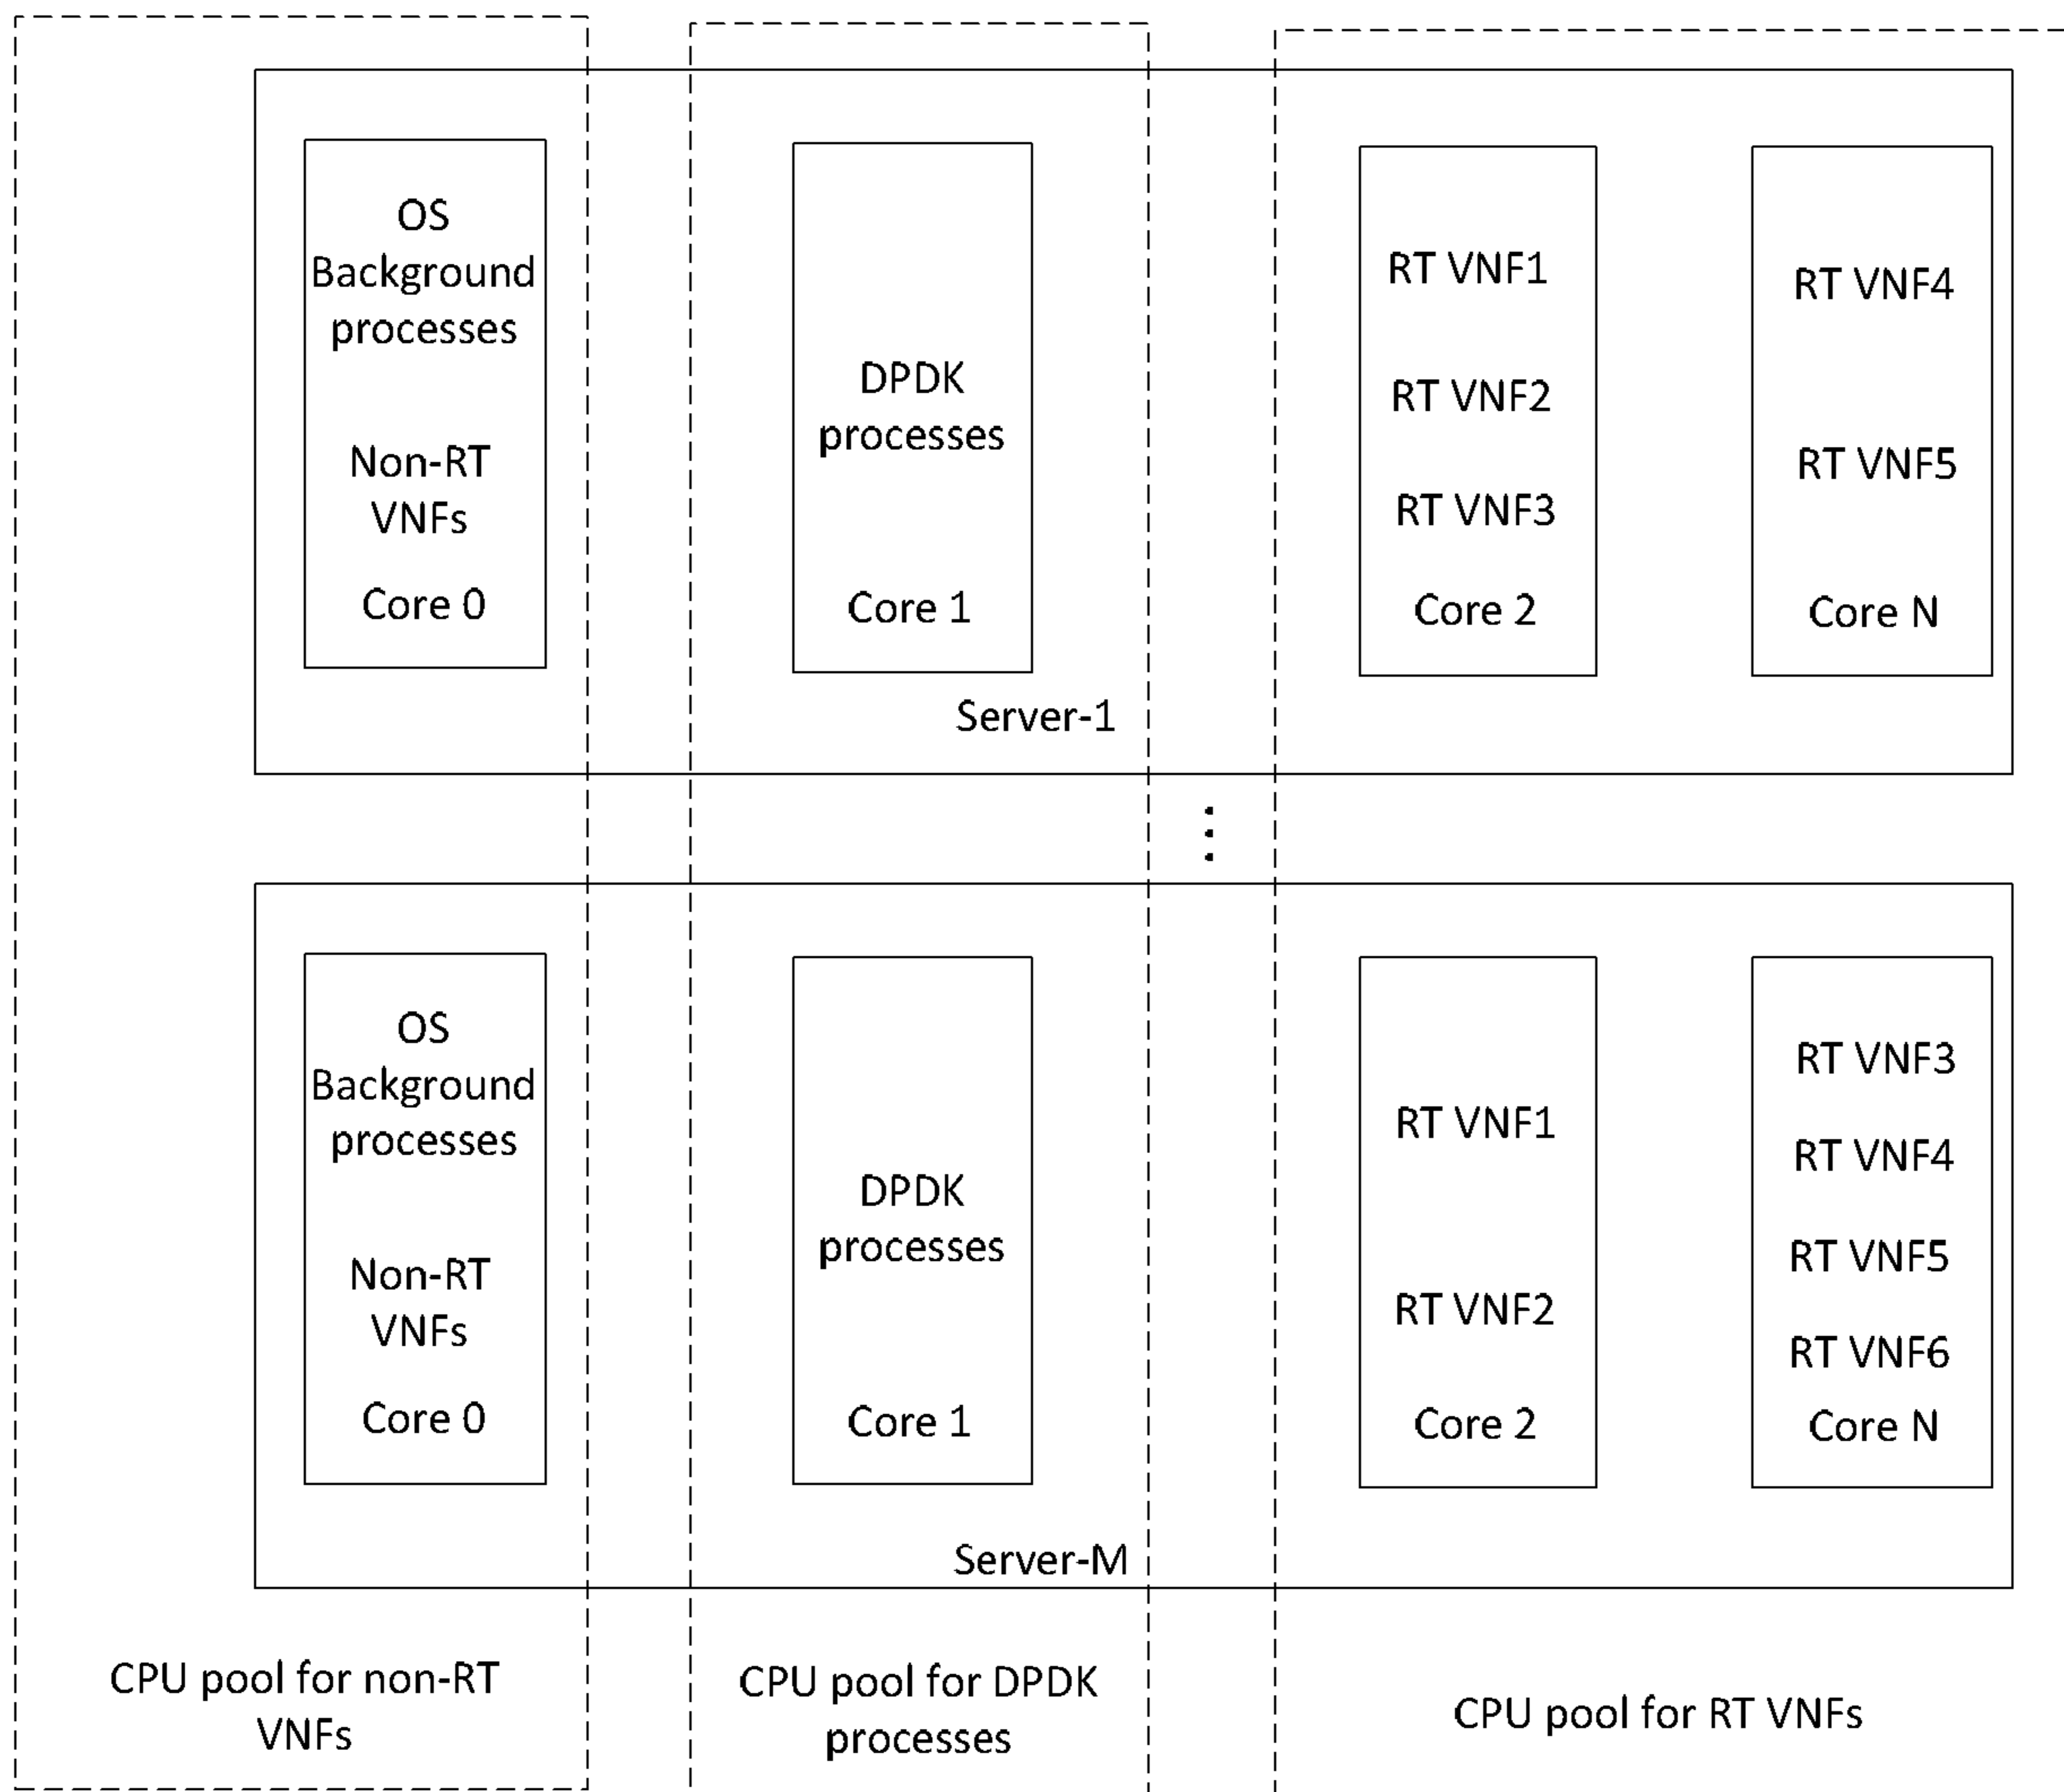 OS
Background
processes
Non-RT
VNFs
Core 0
DPDK
processes
Core 1
RT VNF1
RT VNF2
RT VNF3
Core 2
RT VNF4
RT VNF5
Core N
Server-1
OS
Background
processes
Non-RT
VNFs
Core 0
DPDK
processes
Core 1
RT VNF1
RT VNF2
Core 2
RT VNF3
RT VNF4
RT VNF5
RT VNF6
Core N
Server-M
CPU pool for non-RT
VNFs
CPU pool for DPDK
processes
CPU pool for RT VNFs